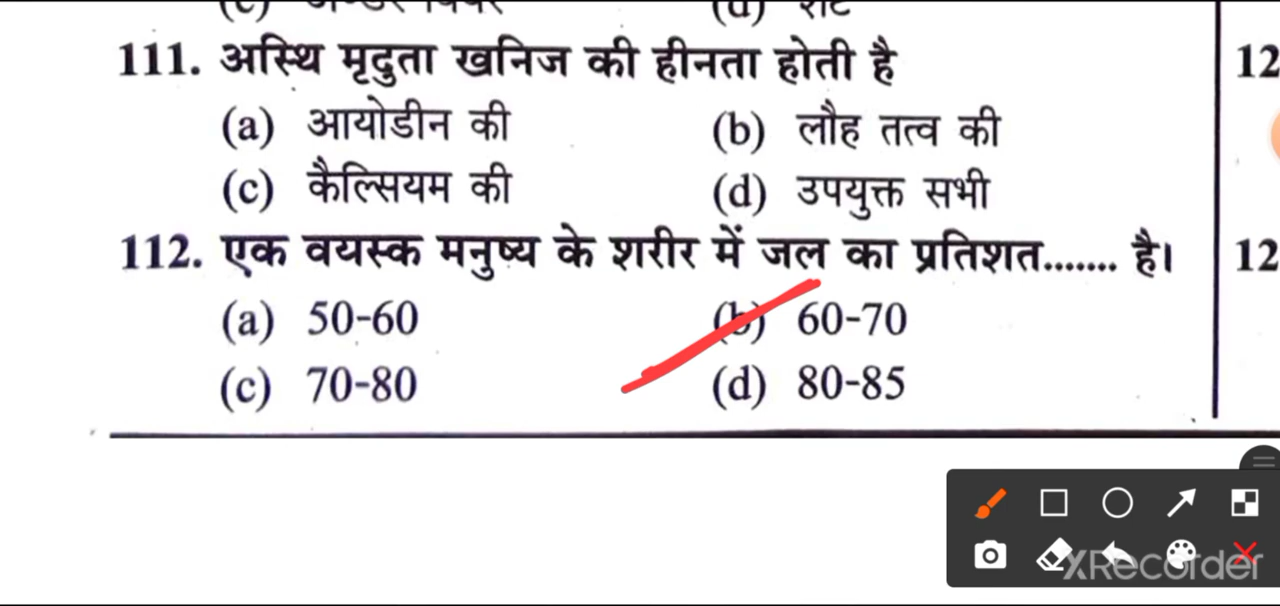 111. अस्थि मृदुता खनिज की हीनता होती है
(a) आयोडीन की (b) लौह तत्व की
(c) कैल्सियम की (d) उपयुक्त सभी
112. एक वयस्क मनुष्य के शरीर में जल का प्रतिशत....... है।
(a) 50-60 (b) 60-70
(c) 70-80 (d) 80-85
12
12
XRecorder